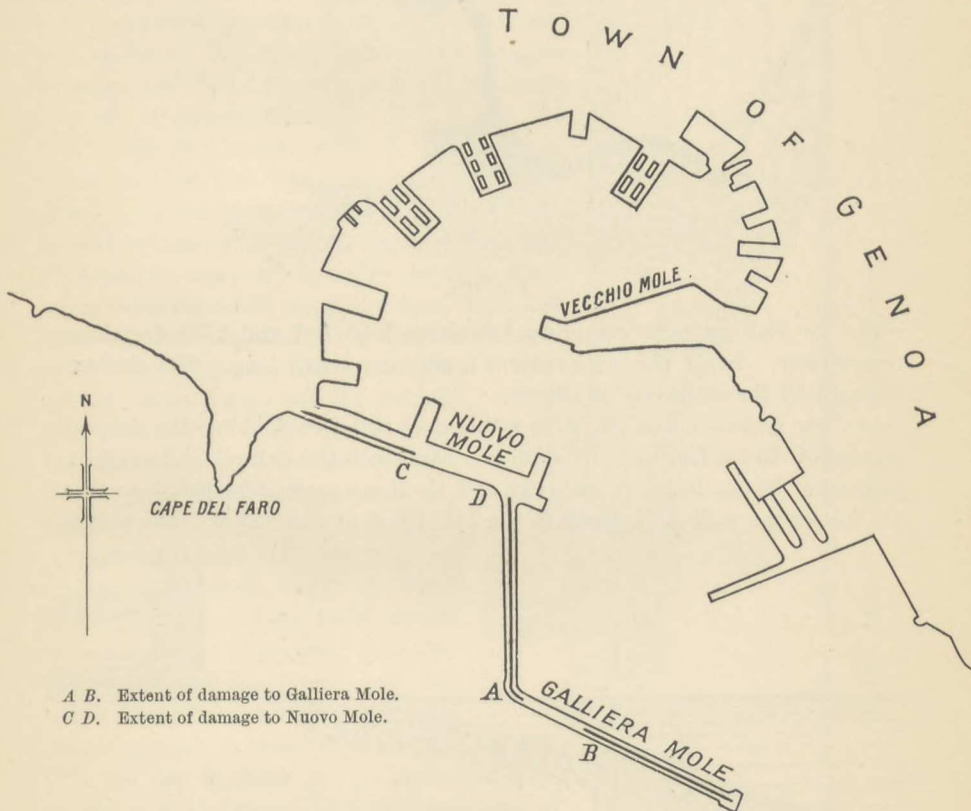 TOWN OF GENOA
VECCHIO MOLE.
N
NUOVO
MOLE
C
D
CAPE DEL FARO
A
GALLIERA MOLE
B
A B. Extent of damage to Galliera Mole.
C D. Extent of damage to Nuovo Mole.